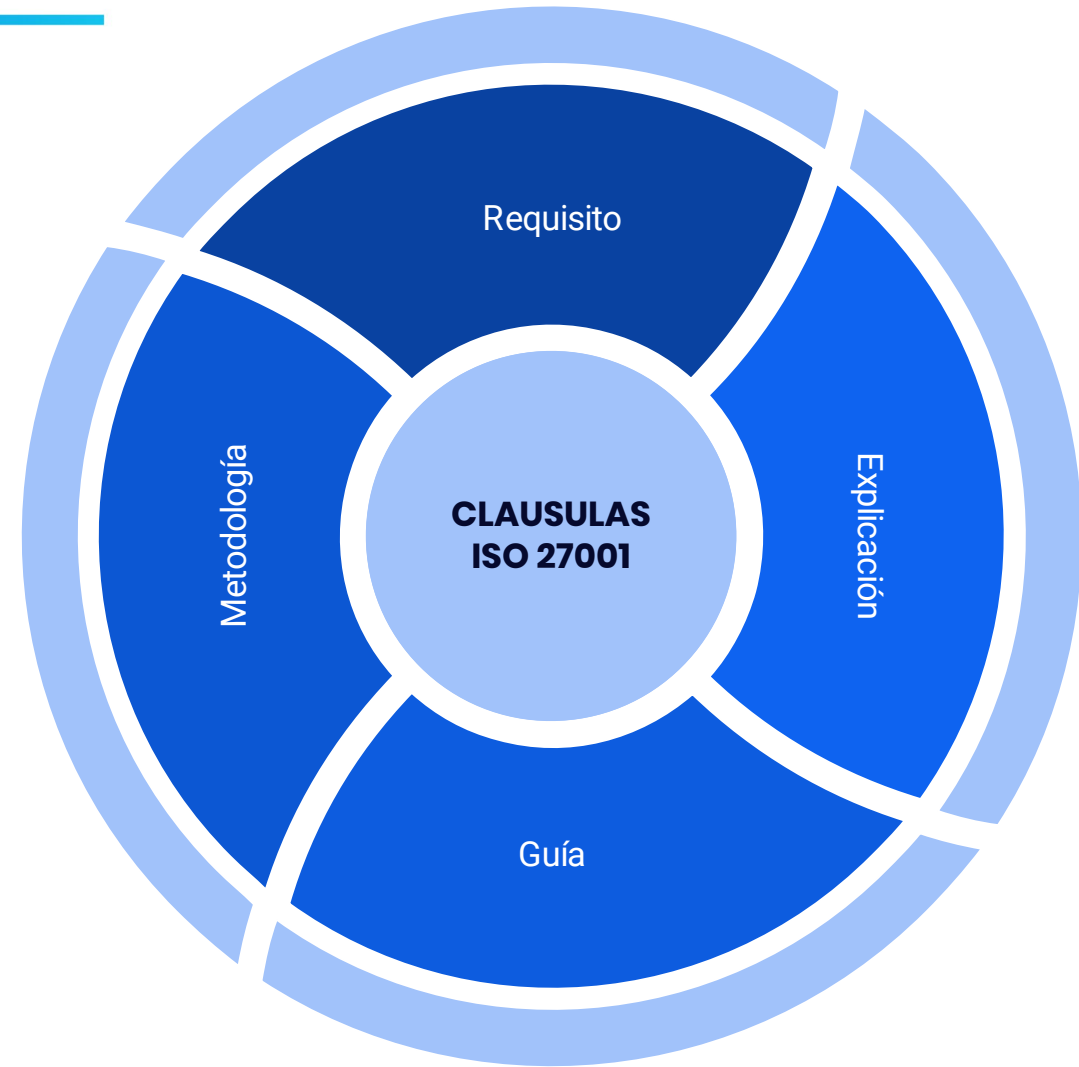 Requisito
Explicación
CLAUSULAS
ISO 27001
Metodología
Guía